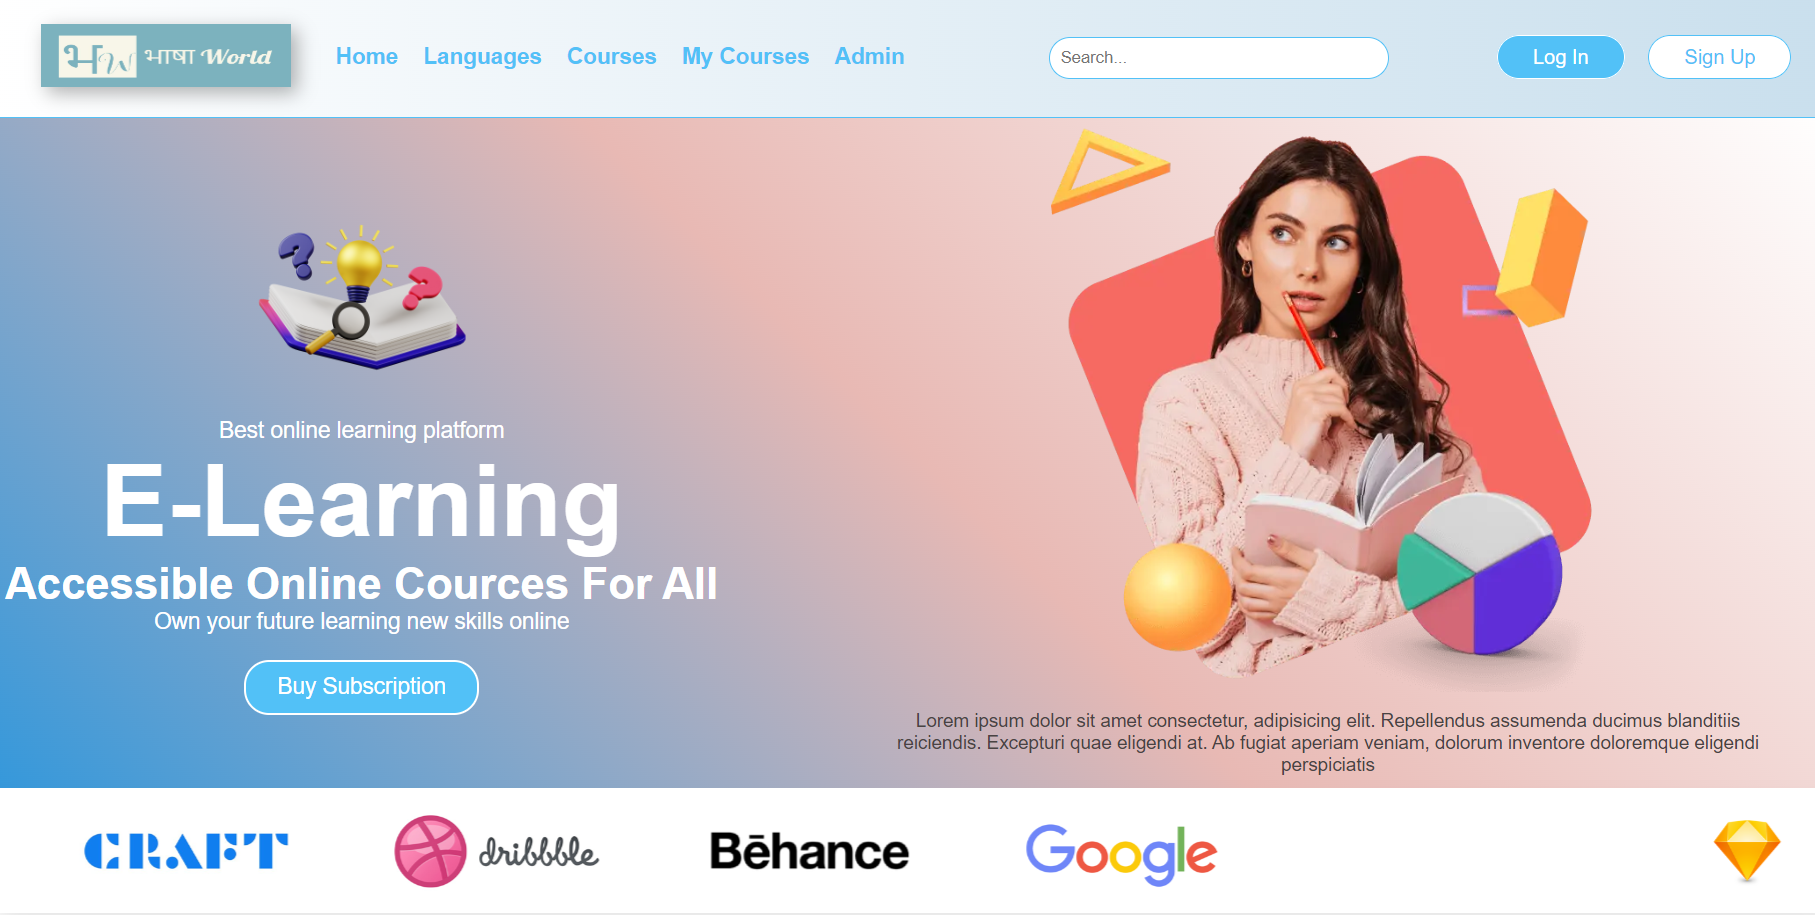 भw भाषा World
Home Languages Courses My Courses Admin
Search...
Log In
Sign Up
Best online learning platform
E-Learning
Accessible Online Cources For All
Own your future learning new skills online
Buy Subscription
Lorem ipsum dolor sit amet consectetur, adipisicing elit. Repellendus assumenda ducimus blanditiis
reiciendis. Excepturi quae eligendi at. Ab fugiat aperiam veniam, dolorum inventore doloremque eligendi
perspiciatis
CRAFT
dribbble
Bēhance
Google